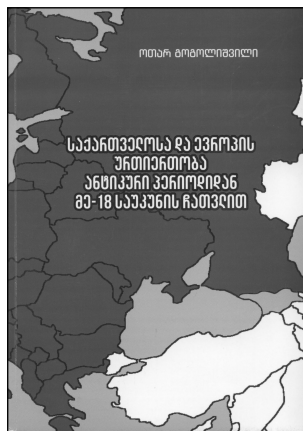 ოთარ გოგოლიშვილი
საქართველოსა და ევროპის
ურთიერთობა
ანტიკური პერიოდიდან
მე-18 საუკუნის ჩათვლით